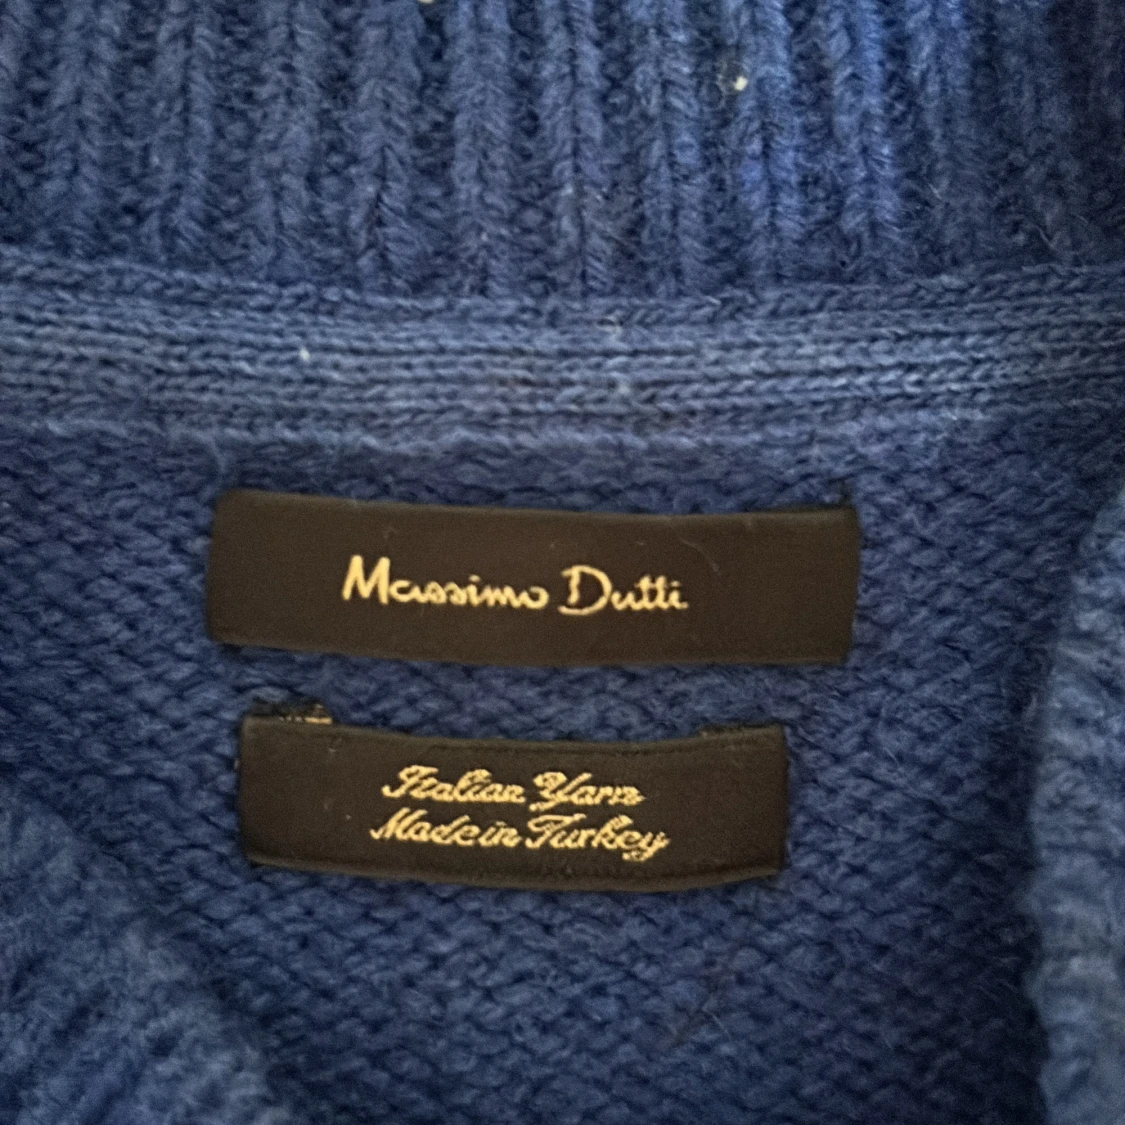 Massimo Dutti
Italian Yarn
Made in Turkey